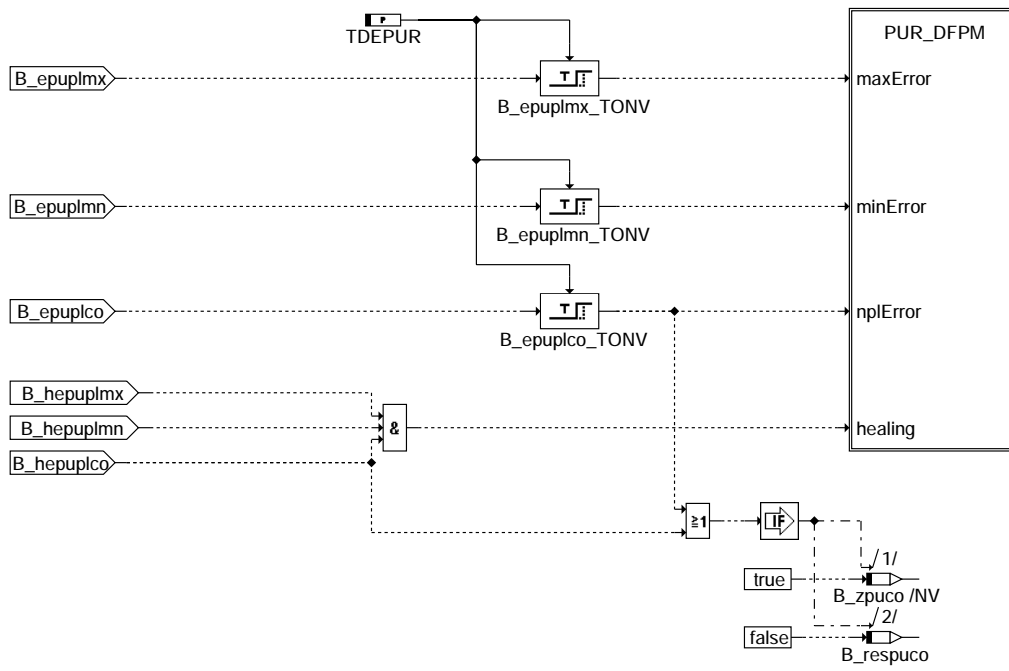 P
TDEPUR
PUR_DFPM
B_epuplmx
T
B_epuplmx_TONV
maxError
B_epuplmn
T
B_epuplmn_TONV
minError
B_epuplco
T
B_epuplco_TONV
nplError
B_hepuplmx
B_hepuplmn
&
healing
B_hepuplco
≥1
IF
/1/
true
B_zpuco /NV
/2/
false
B_respuco